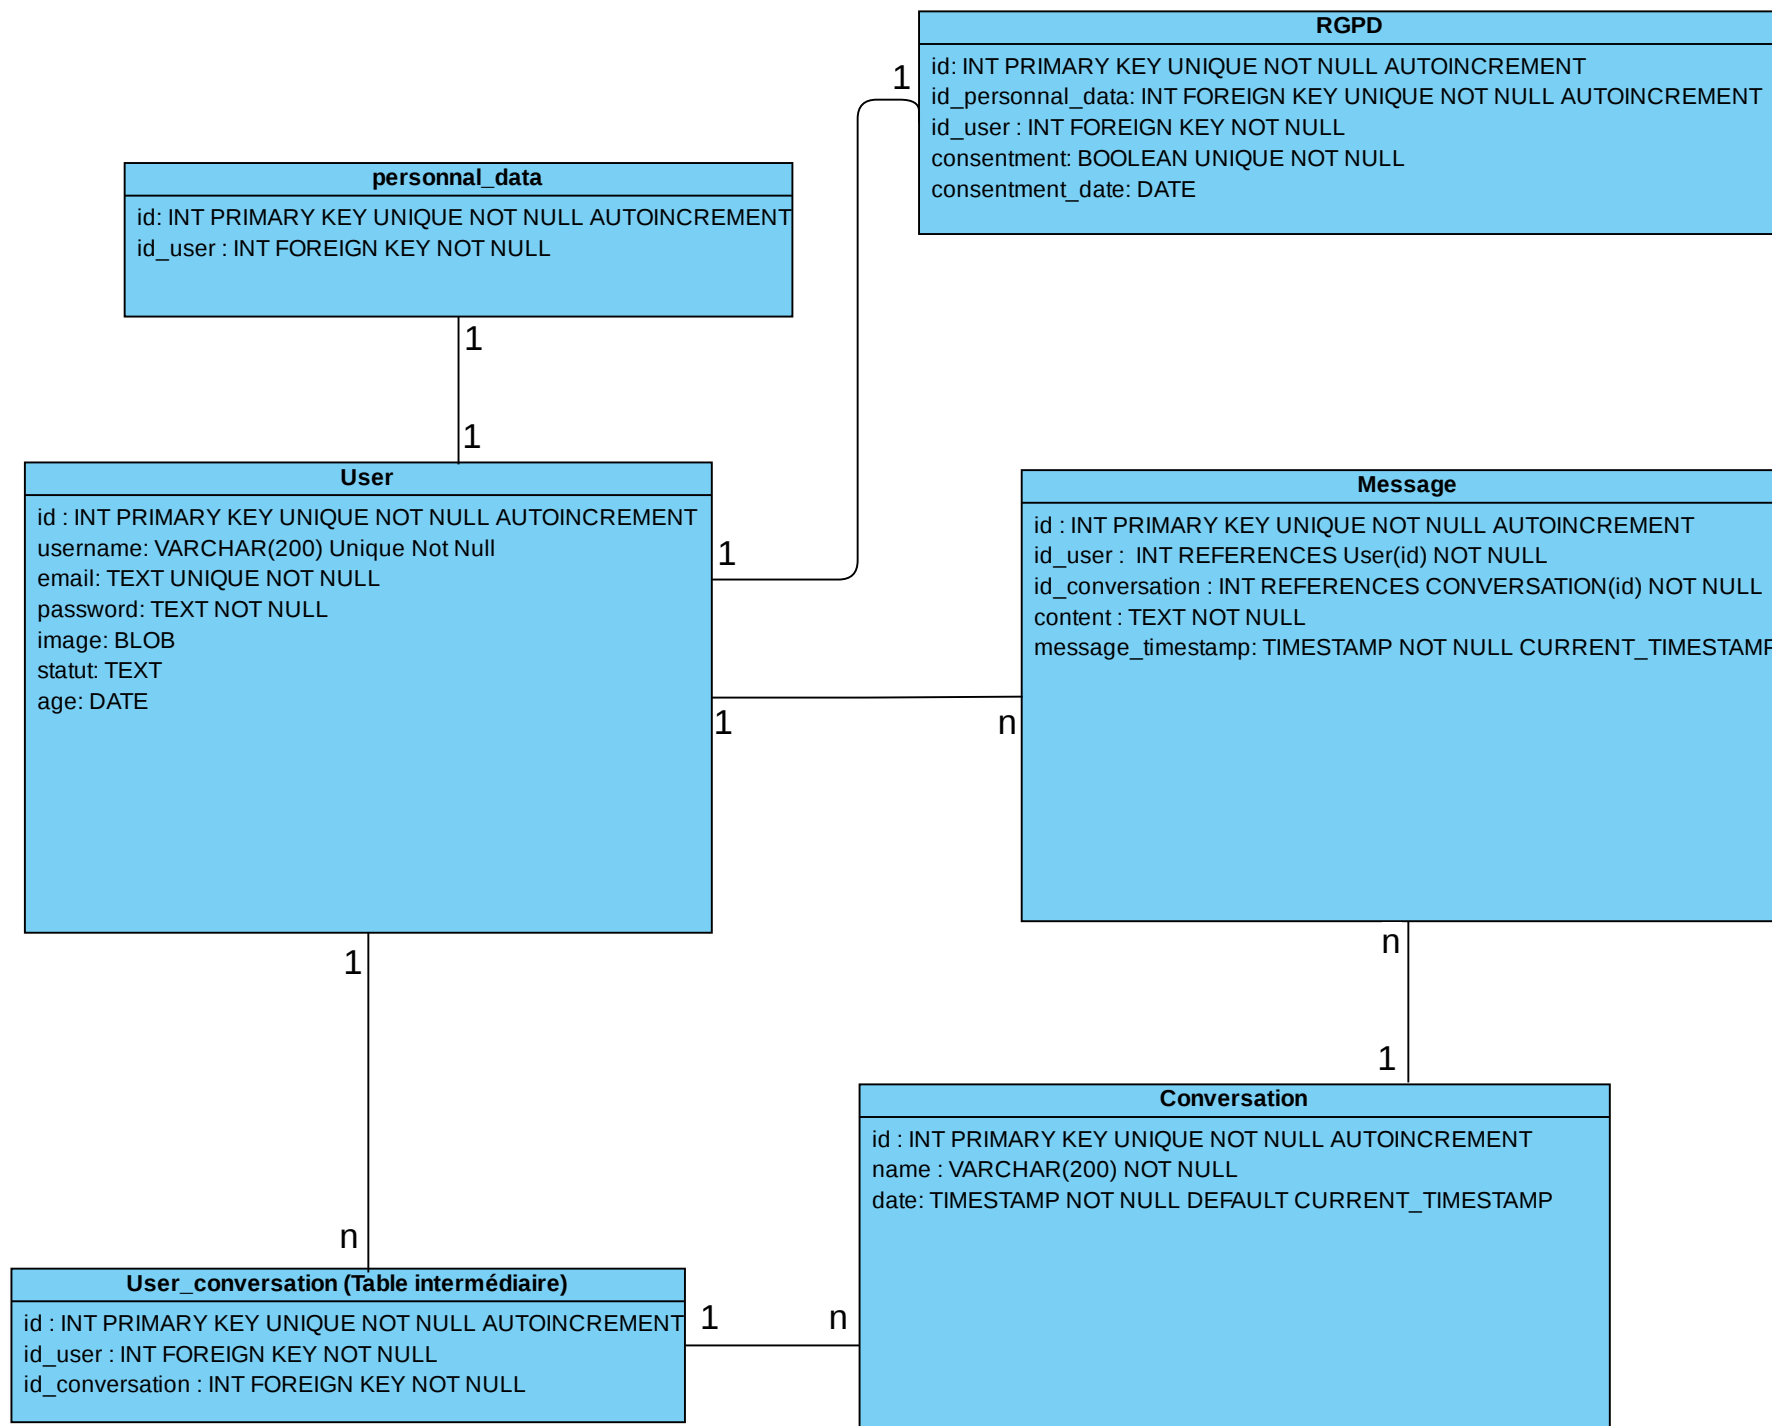 RGPD
id: INT PRIMARY KEY UNIQUE NOT NULL AUTOINCREMENT
id_personnal_data: INT FOREIGN KEY UNIQUE NOT NULL AUTOINCREMENT
id_user : INT FOREIGN KEY NOT NULL
consentment: BOOLEAN UNIQUE NOT NULL
consentment_date: DATE
1
personnal_data
id: INT PRIMARY KEY UNIQUE NOT NULL AUTOINCREMENT
id_user : INT FOREIGN KEY NOT NULL
1
1
User
id : INT PRIMARY KEY UNIQUE NOT NULL AUTOINCREMENT
username: VARCHAR(200) Unique Not Null
email: TEXT UNIQUE NOT NULL
password: TEXT NOT NULL
image: BLOB
statut: TEXT
age: DATE
1
1
n
Message
id : INT PRIMARY KEY UNIQUE NOT NULL AUTOINCREMENT
id_user :  INT REFERENCES User(id) NOT NULL
id_conversation : INT REFERENCES CONVERSATION(id) NOT NULL
content : TEXT NOT NULL
message_timestamp: TIMESTAMP NOT NULL CURRENT_TIMESTAMP
n
1
1
n
Conversation
id : INT PRIMARY KEY UNIQUE NOT NULL AUTOINCREMENT
name : VARCHAR(200) NOT NULL
date: TIMESTAMP NOT NULL DEFAULT CURRENT_TIMESTAMP
User_conversation (Table intermédiaire)
id : INT PRIMARY KEY UNIQUE NOT NULL AUTOINCREMENT
id_user : INT FOREIGN KEY NOT NULL
id_conversation : INT FOREIGN KEY NOT NULL
1
n